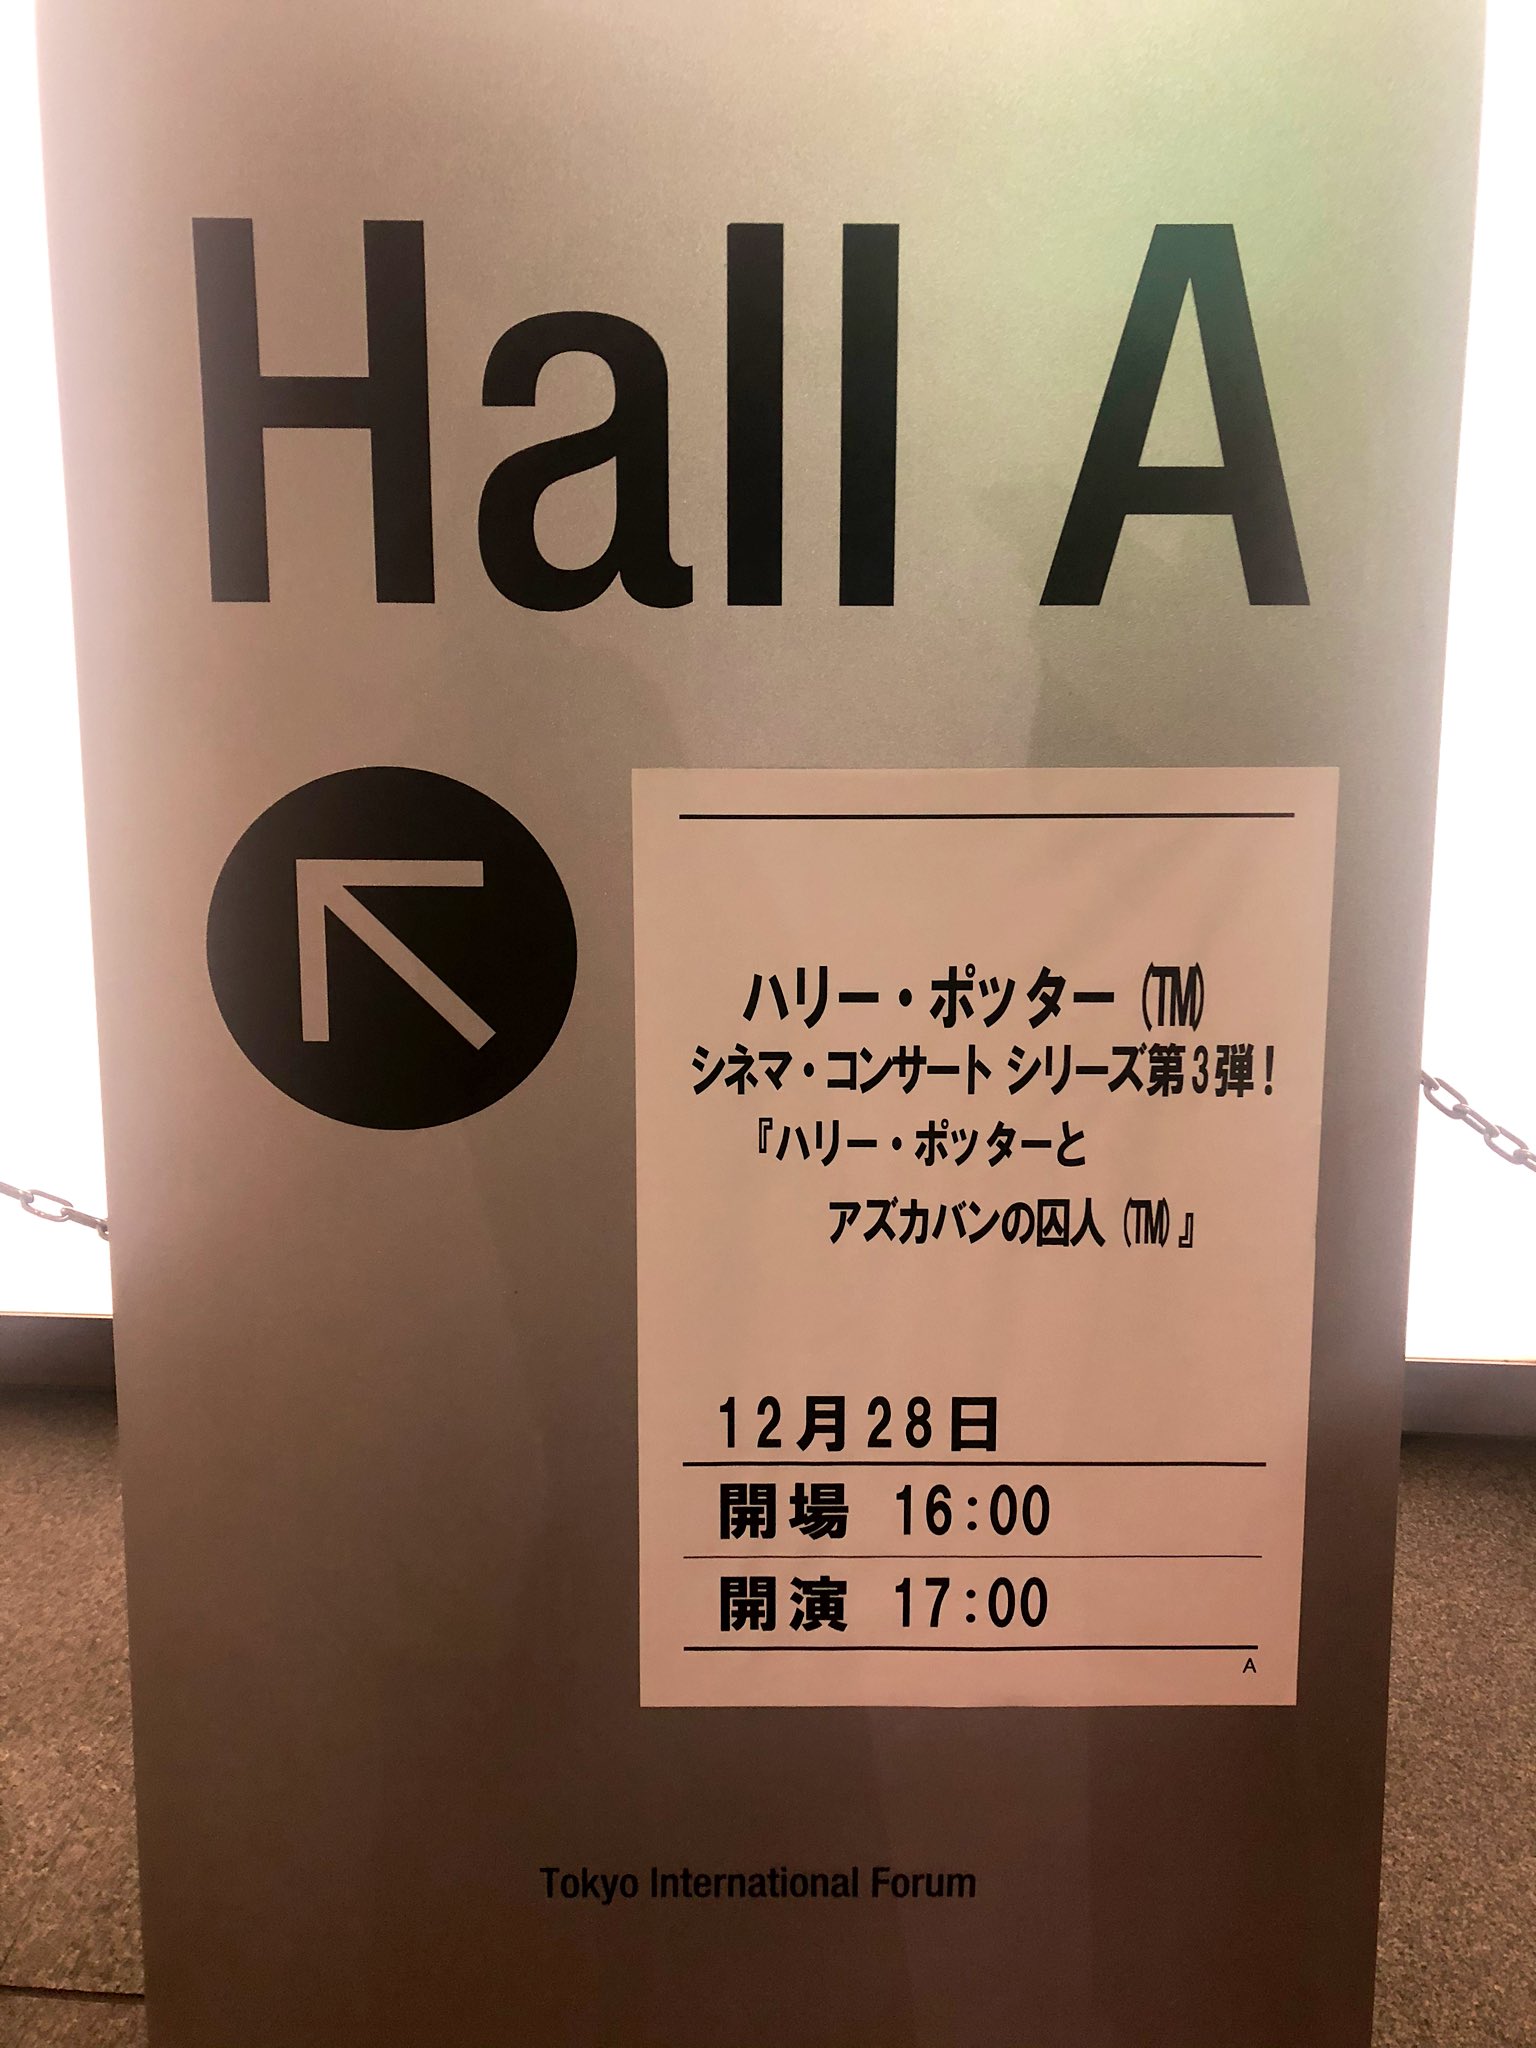 Hall A
ハリー・ポッター(TM)
シネマ・コンサート シリーズ第3弾!
『ハリー・ポッターと
アズカバンの囚人(TM)』
12月28日
開場 16:00
開演 17:00
A
Tokyo International Forum